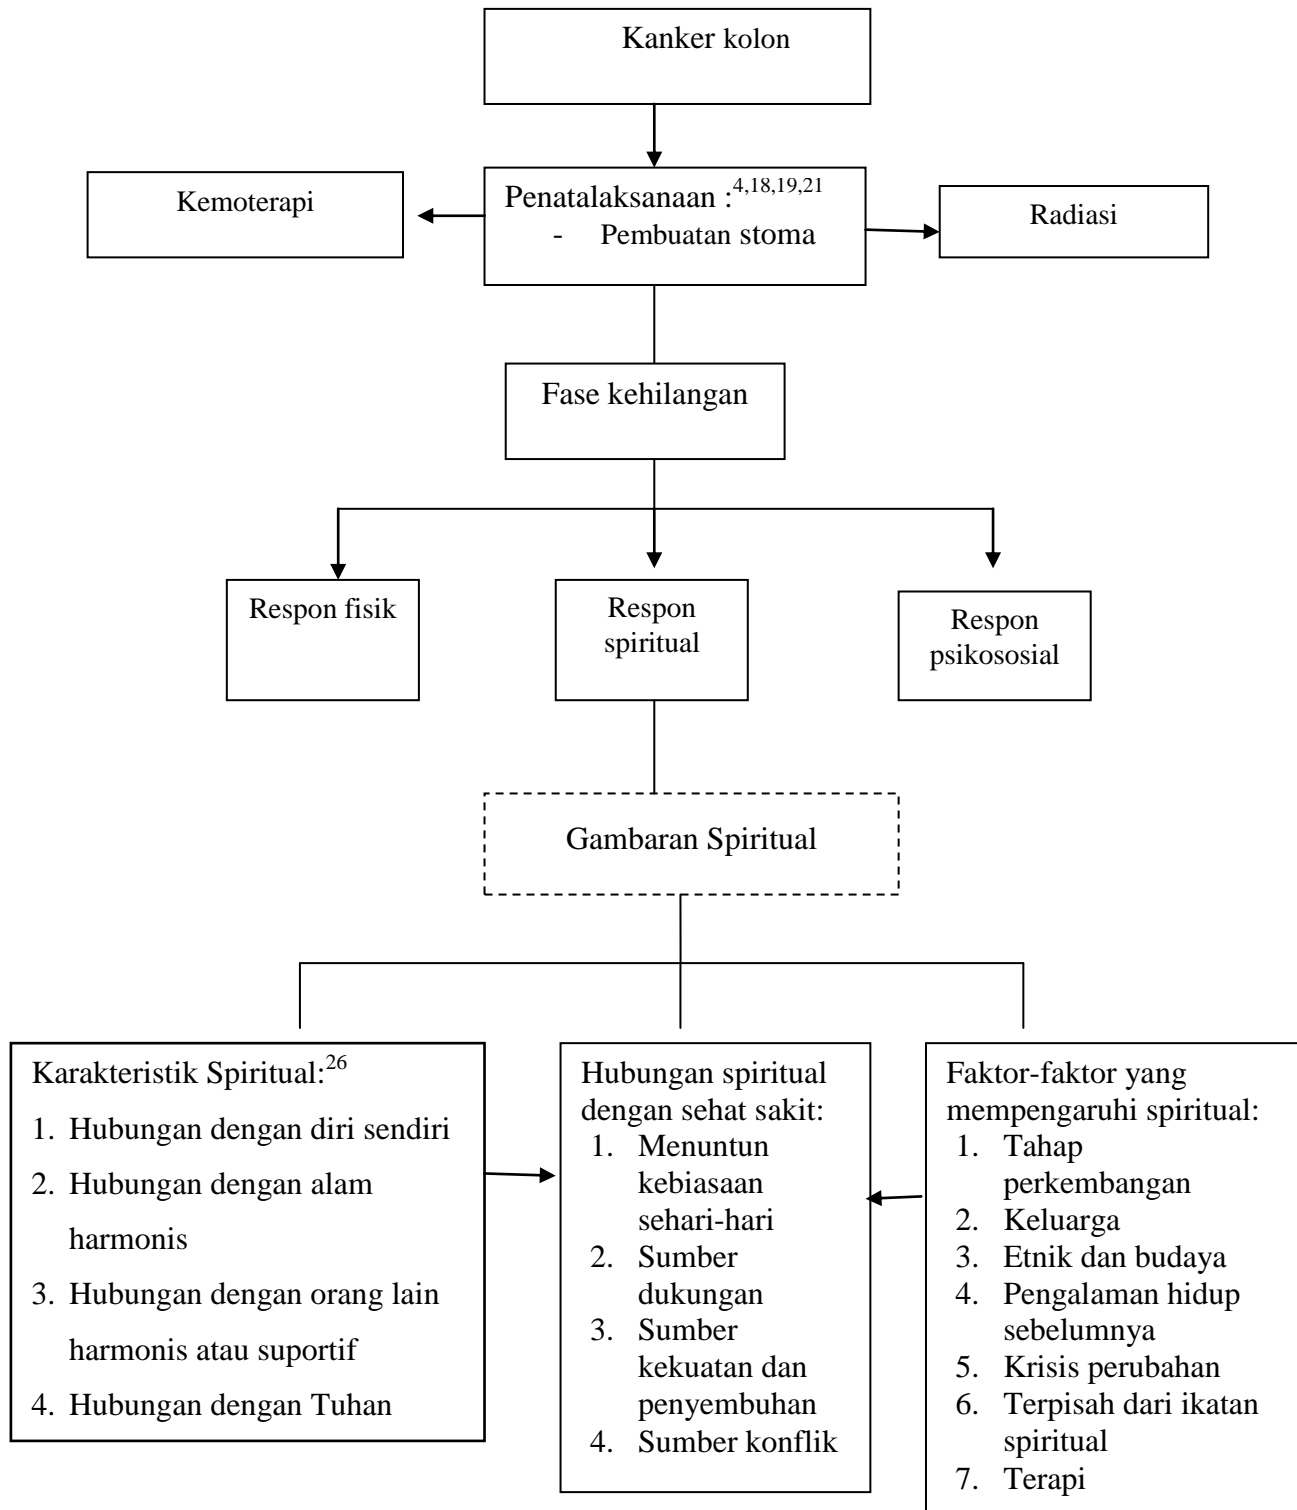 Kanker kolon
Kemoterapi
Penatalaksanaan :4,18,19,21
- Pembuatan stoma
Radiasi
Fase kehilangan
Respon fisik
Respon
spiritual
Respon
psikososial
Gambaran Spiritual
Karakteristik Spiritual:26
1. Hubungan dengan diri sendiri
2. Hubungan dengan alam
harmonis
3. Hubungan dengan orang lain
harmonis atau suportif
4. Hubungan dengan Tuhan
Hubungan spiritual
dengan sehat sakit:
1. Menuntun
kebiasaan
sehari-hari
2. Sumber
dukungan
3. Sumber
kekuatan dan
penyembuhan
4. Sumber konflik
Faktor-faktor yang
mempengaruhi spiritual:
1. Tahap
perkembangan
2. Keluarga
3. Etnik dan budaya
4. Pengalaman hidup
sebelumnya
5. Krisis perubahan
6. Terpisah dari ikatan
spiritual
7. Terapi